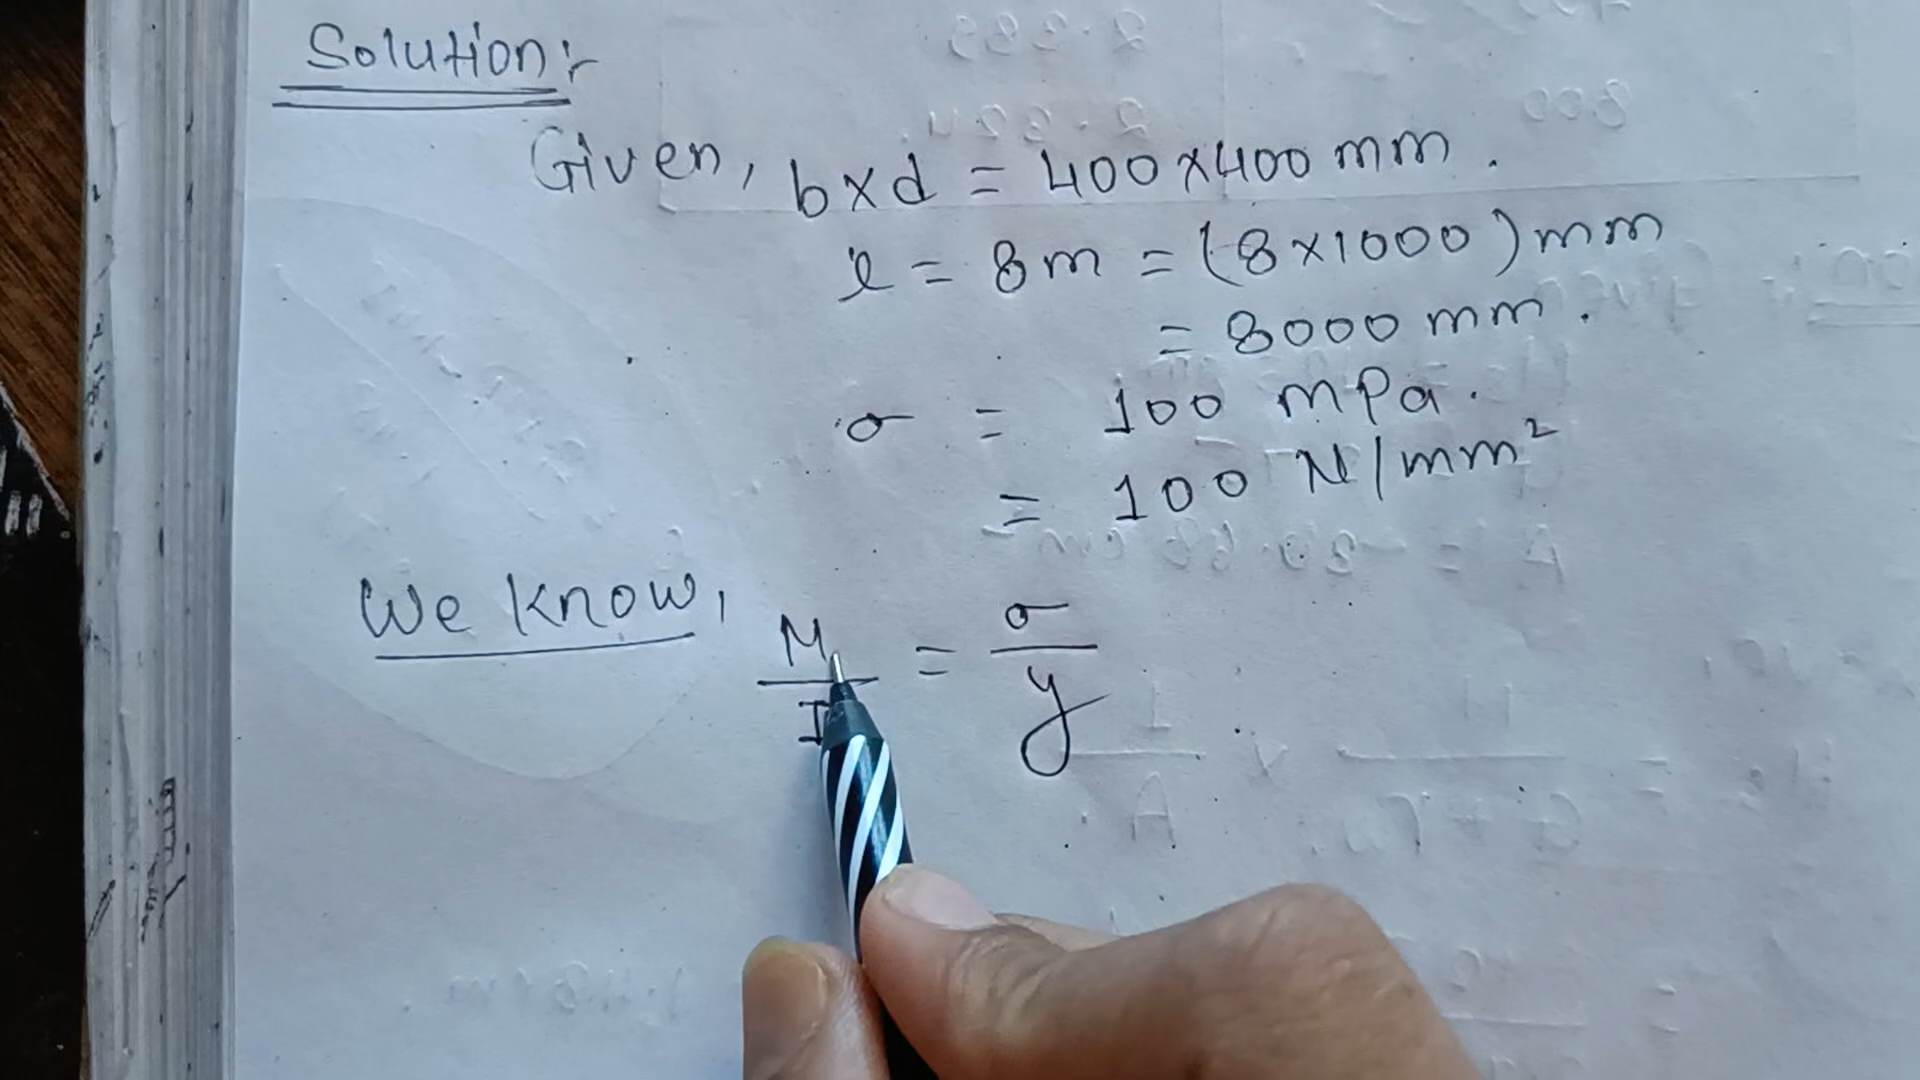 Solution:-
Given, b×d = 400×400 mm.
l = 8m = (8×1000) mm
= 8000 mm.
σ = 100 mPa.
= 100 N/mm²
We know, M/I = σ/y